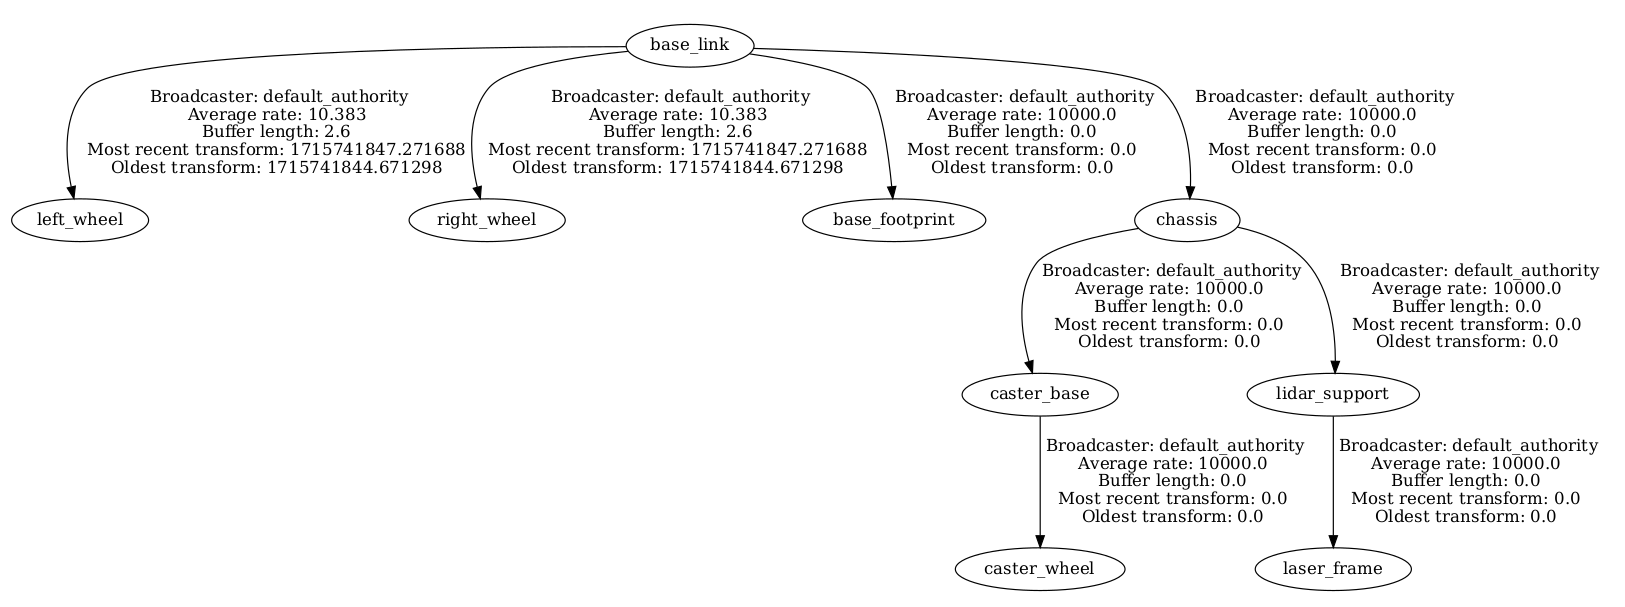 base_link
Broadcaster: default_authority
Average rate: 10.383
Buffer length: 2.6
Most recent transform: 1715741847.271688
Oldest transform: 1715741844.671298
Broadcaster: default_authority
Average rate: 10.383
Buffer length: 2.6
Most recent transform: 1715741847.271688
Oldest transform: 1715741844.671298
Broadcaster: default_authority
Average rate: 10000.0
Buffer length: 0.0
Most recent transform: 0.0
Oldest transform: 0.0
Broadcaster: default_authority
Average rate: 10000.0
Buffer length: 0.0
Most recent transform: 0.0
Oldest transform: 0.0
left_wheel
right_wheel
base_footprint
chassis
Broadcaster: default_authority
Average rate: 10000.0
Buffer length: 0.0
Most recent transform: 0.0
Oldest transform: 0.0
Broadcaster: default_authority
Average rate: 10000.0
Buffer length: 0.0
Most recent transform: 0.0
Oldest transform: 0.0
caster_base
lidar_support
Broadcaster: default_authority
Average rate: 10000.0
Buffer length: 0.0
Most recent transform: 0.0
Oldest transform: 0.0
Broadcaster: default_authority
Average rate: 10000.0
Buffer length: 0.0
Most recent transform: 0.0
Oldest transform: 0.0
caster_wheel
laser_frame